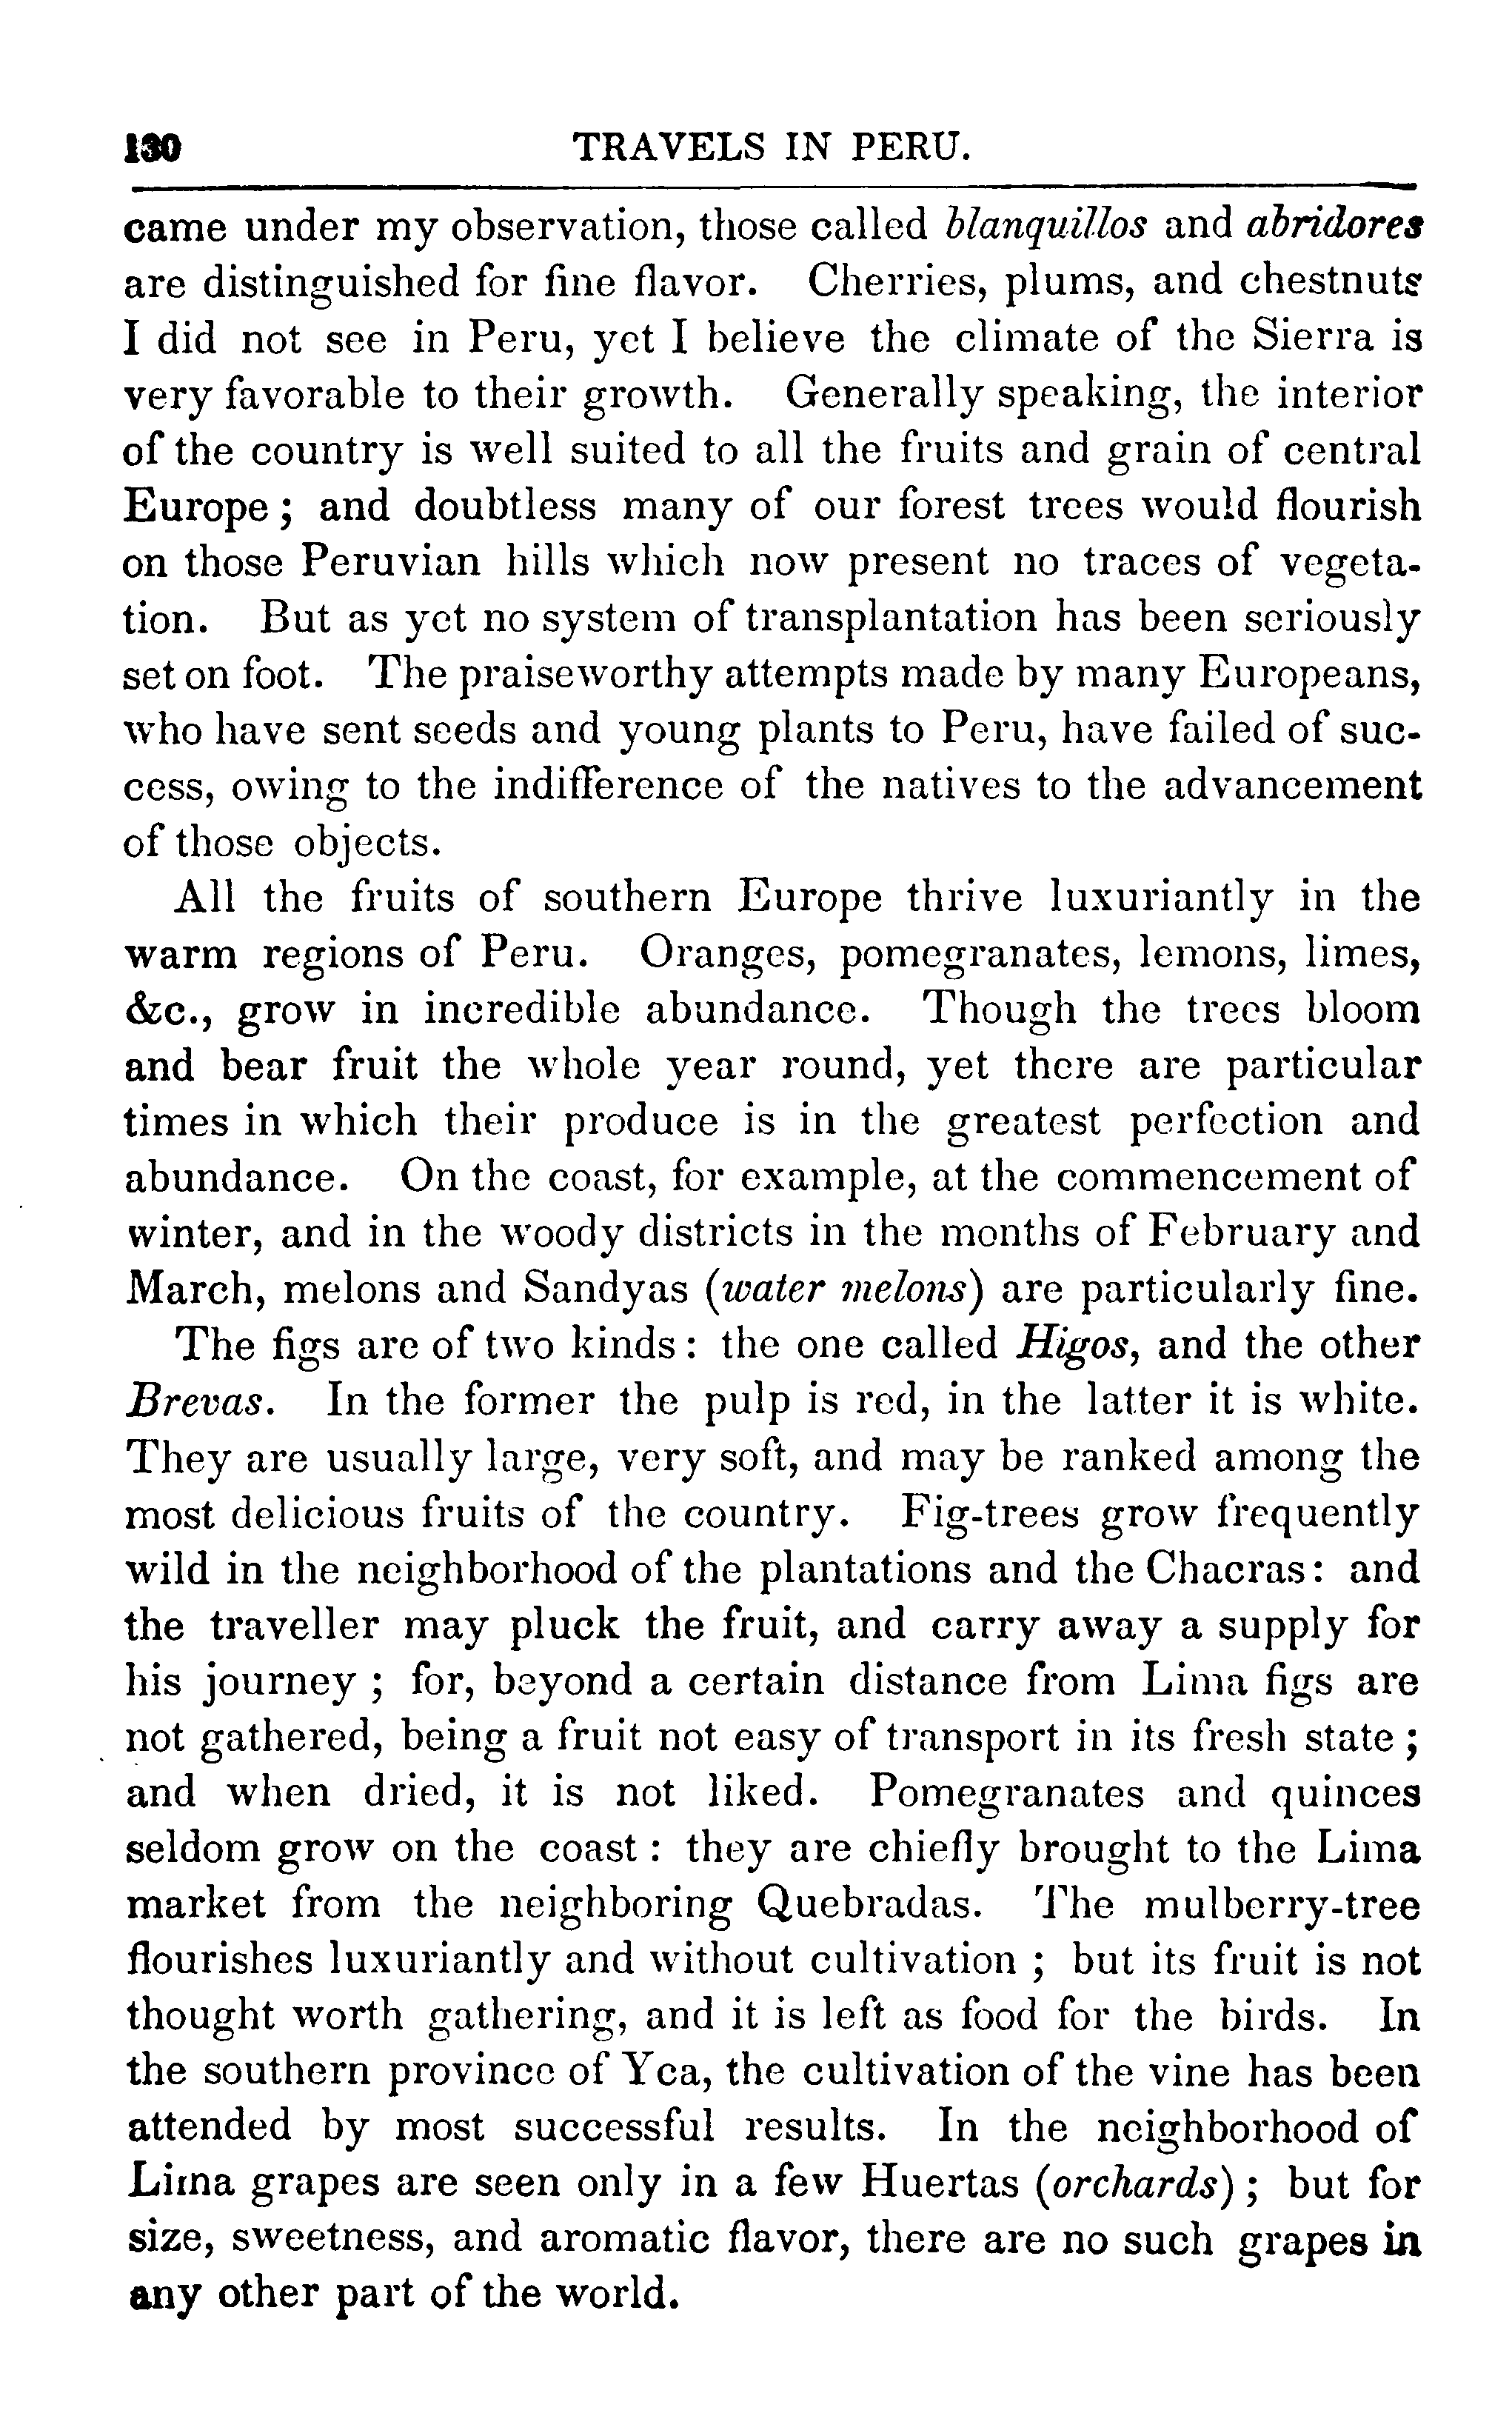 130 TRAVELS IN PERU.
came under my observation, those called blanquillos and abridores
are distinguished for fine flavor. Cherries, plums, and chestnuts
I did not see in Peru, yet I believe the climate of the Sierra is
very favorable to their growth. Generally speaking, the interior
of the country is well suited to all the fruits and grain of central
Europe; and doubtless many of our forest trees would flourish
on those Peruvian hills which now present no traces of vegeta-
tion. But as yet no system of transplantation has been seriously
set on foot. The praiseworthy attempts made by many Europeans,
who have sent seeds and young plants to Peru, have failed of suc-
cess, owing to the indifference of the natives to the advancement
of those objects.
All the fruits of southern Europe thrive luxuriantly in the
warm regions of Peru. Oranges, pomegranates, lemons, limes,
&c., grow in incredible abundance. Though the trees bloom
and bear fruit the whole year round, yet there are particular
times in which their produce is in the greatest perfection and
abundance. On the coast, for example, at the commencement of
winter, and in the woody districts in the months of February and
March, melons and Sandyas (water melons) are particularly fine.
The figs are of two kinds: the one called Higos, and the other
Brevas. In the former the pulp is red, in the latter it is white.
They are usually large, very soft, and may be ranked among the
most delicious fruits of the country. Fig-trees grow frequently
wild in the neighborhood of the plantations and the Chacras: and
the traveller may pluck the fruit, and carry away a supply for
his journey; for, beyond a certain distance from Lima figs are
not gathered, being a fruit not easy of transport in its fresh state;
and when dried, it is not liked. Pomegranates and quinces
seldom grow on the coast: they are chiefly brought to the Lima
market from the neighboring Quebradas. The mulberry-tree
flourishes luxuriantly and without cultivation; but its fruit is not
thought worth gathering, and it is left as food for the birds. In
the southern province of Yca, the cultivation of the vine has been
attended by most successful results. In the neighborhood of
Lima grapes are seen only in a few Huertas (orchards); but for
size, sweetness, and aromatic flavor, there are no such grapes in
any other part of the world.